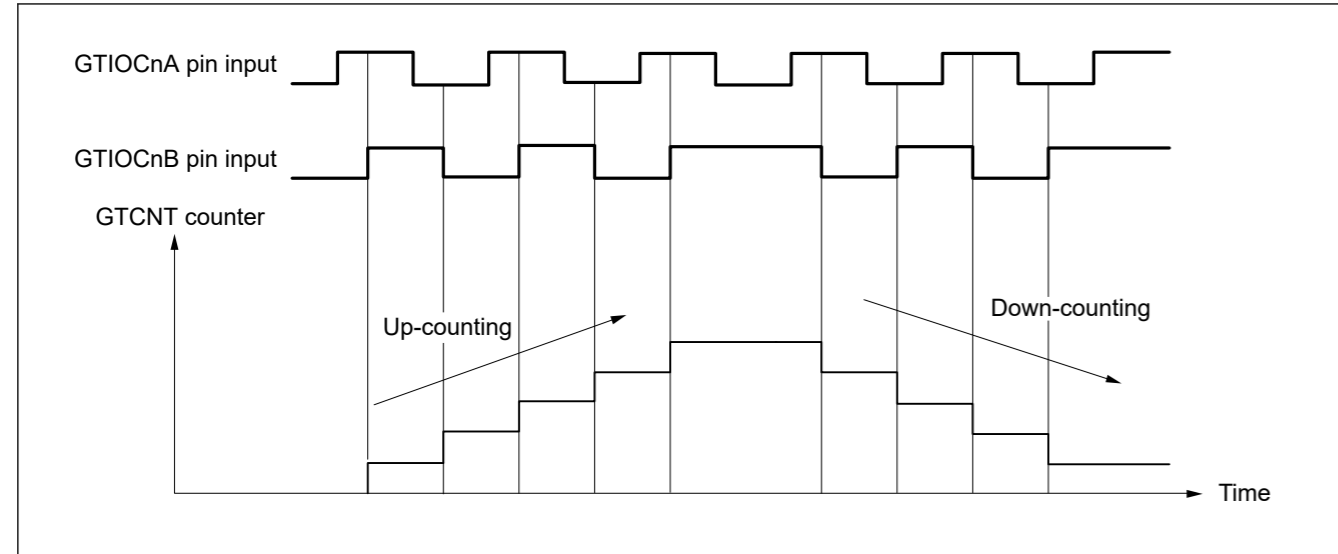 GTIOCnA pin input
GTIOCnB pin input
GTCNT counter
Up-counting
Down-counting
Time